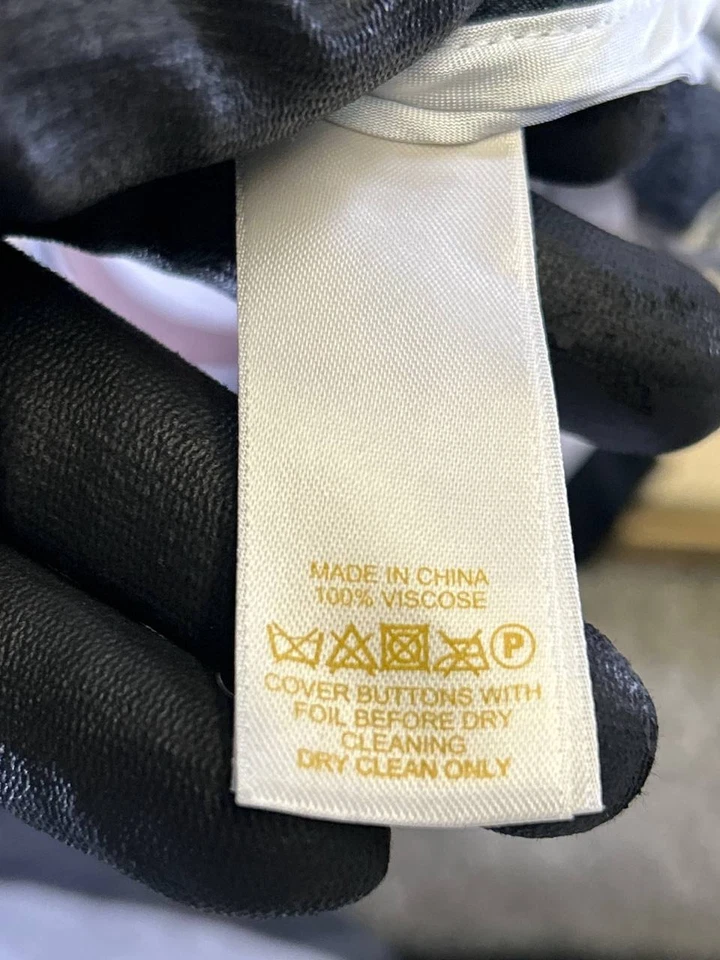 MADE IN CHINA
100% VISCOSE
P
COVER BUTTONS WITH
FOIL BEFORE DRY
CLEANING
DRY CLEAN ONLY